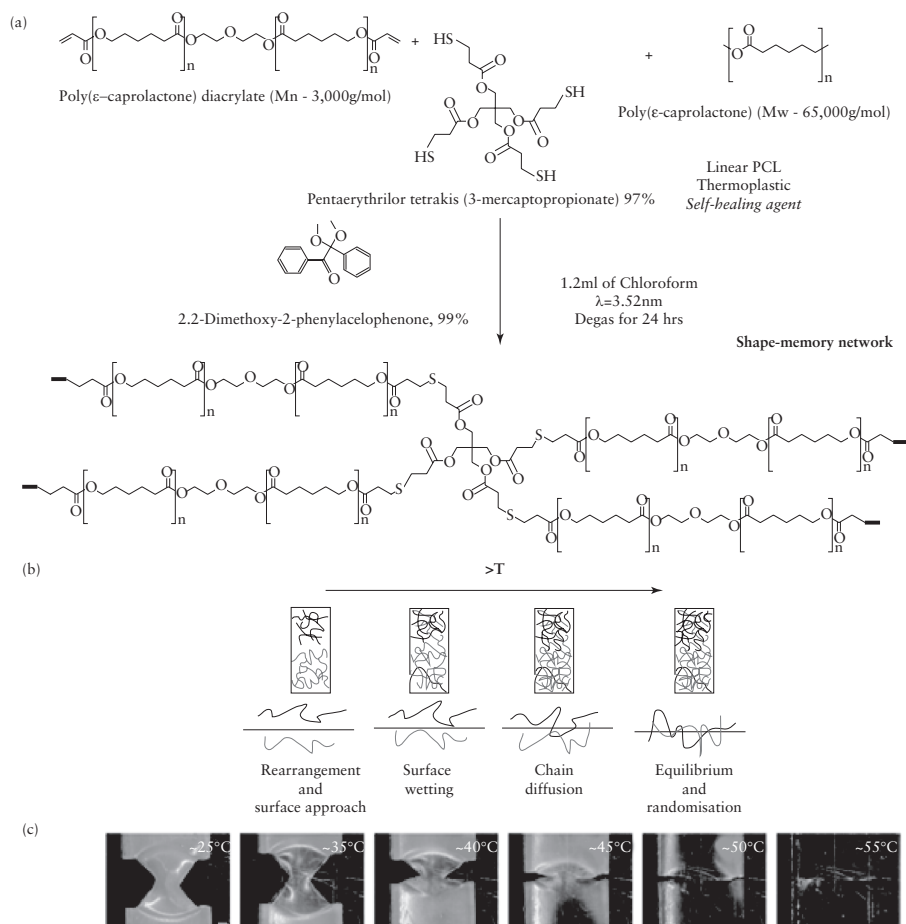 (a)
O O O O O O O O O
n n
+
Poly(ε–caprolactone) diacrylate (Mn - 3,000g/mol)
HS
O
O
SH
O O
O O
O
O
HS
SH
Pentaerythrilor tetrakis (3-mercaptopropionate) 97%
+
O
O
n
Poly(ε-caprolactone) (Mw - 65,000g/mol)
Linear PCL
Thermoplastic
Self-healing agent
O O
O
2.2-Dimethoxy-2-phenylacelophenone, 99%
1.2ml of Chloroform
λ=3.52nm
Degas for 24 hrs
Shape-memory network
O O O O O O O O O S
n n
O
O
O O O O O O O O O S
n n
O O
O O
O
O
S O O O O O O O O O
n n
S O O O O O O O O O
n n
(b)
>T
Rearrangement
and
surface approach
Surface
wetting
Chain
diffusion
Equilibrium
and
randomisation
(c)
~25°C
~35°C
~40°C
~45°C
~50°C
~55°C